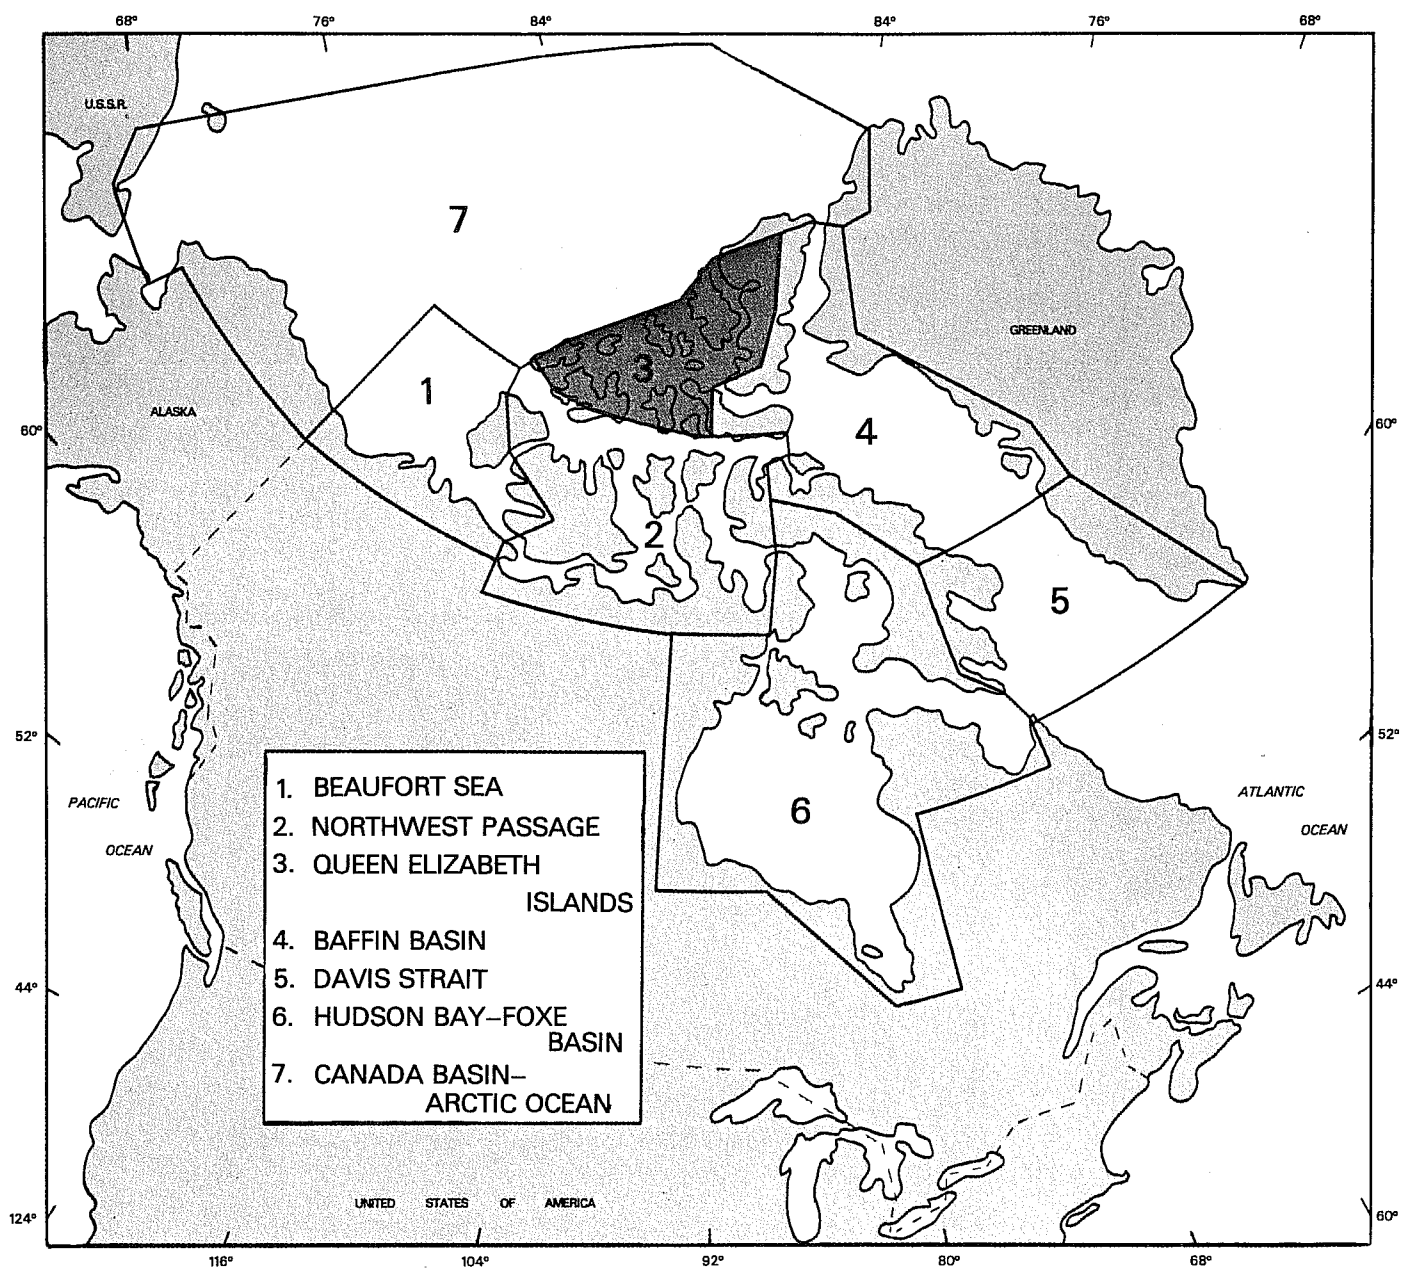 68° 76° 84° 84° 76° 68°
U.S.S.R.
7
GREENLAND
3
1
ALASKA
4
60° 60°
2
5
52° 52°
1. BEAUFORT SEA
2. NORTHWEST PASSAGE
3. QUEEN ELIZABETH
ISLANDS
4. BAFFIN BASIN
5. DAVIS STRAIT
6. HUDSON BAY–FOXE
BASIN
7. CANADA BASIN–
ARCTIC OCEAN
PACIFIC
OCEAN
6
ATLANTIC
OCEAN
44° 44°
UNITED STATES OF AMERICA
124° 60°
116° 104° 92° 80° 68°